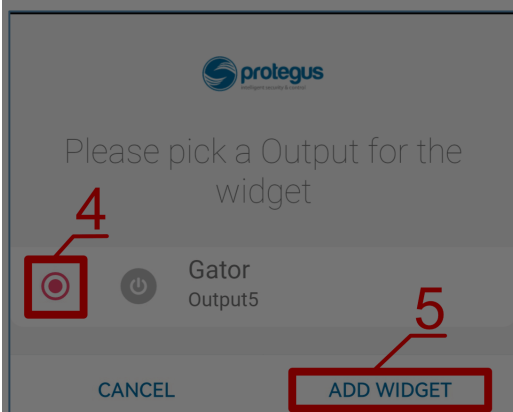 protegus
intelligent security & control
Please pick a Output for the
widget
4
Gator
Output5
5
CANCEL
ADD WIDGET